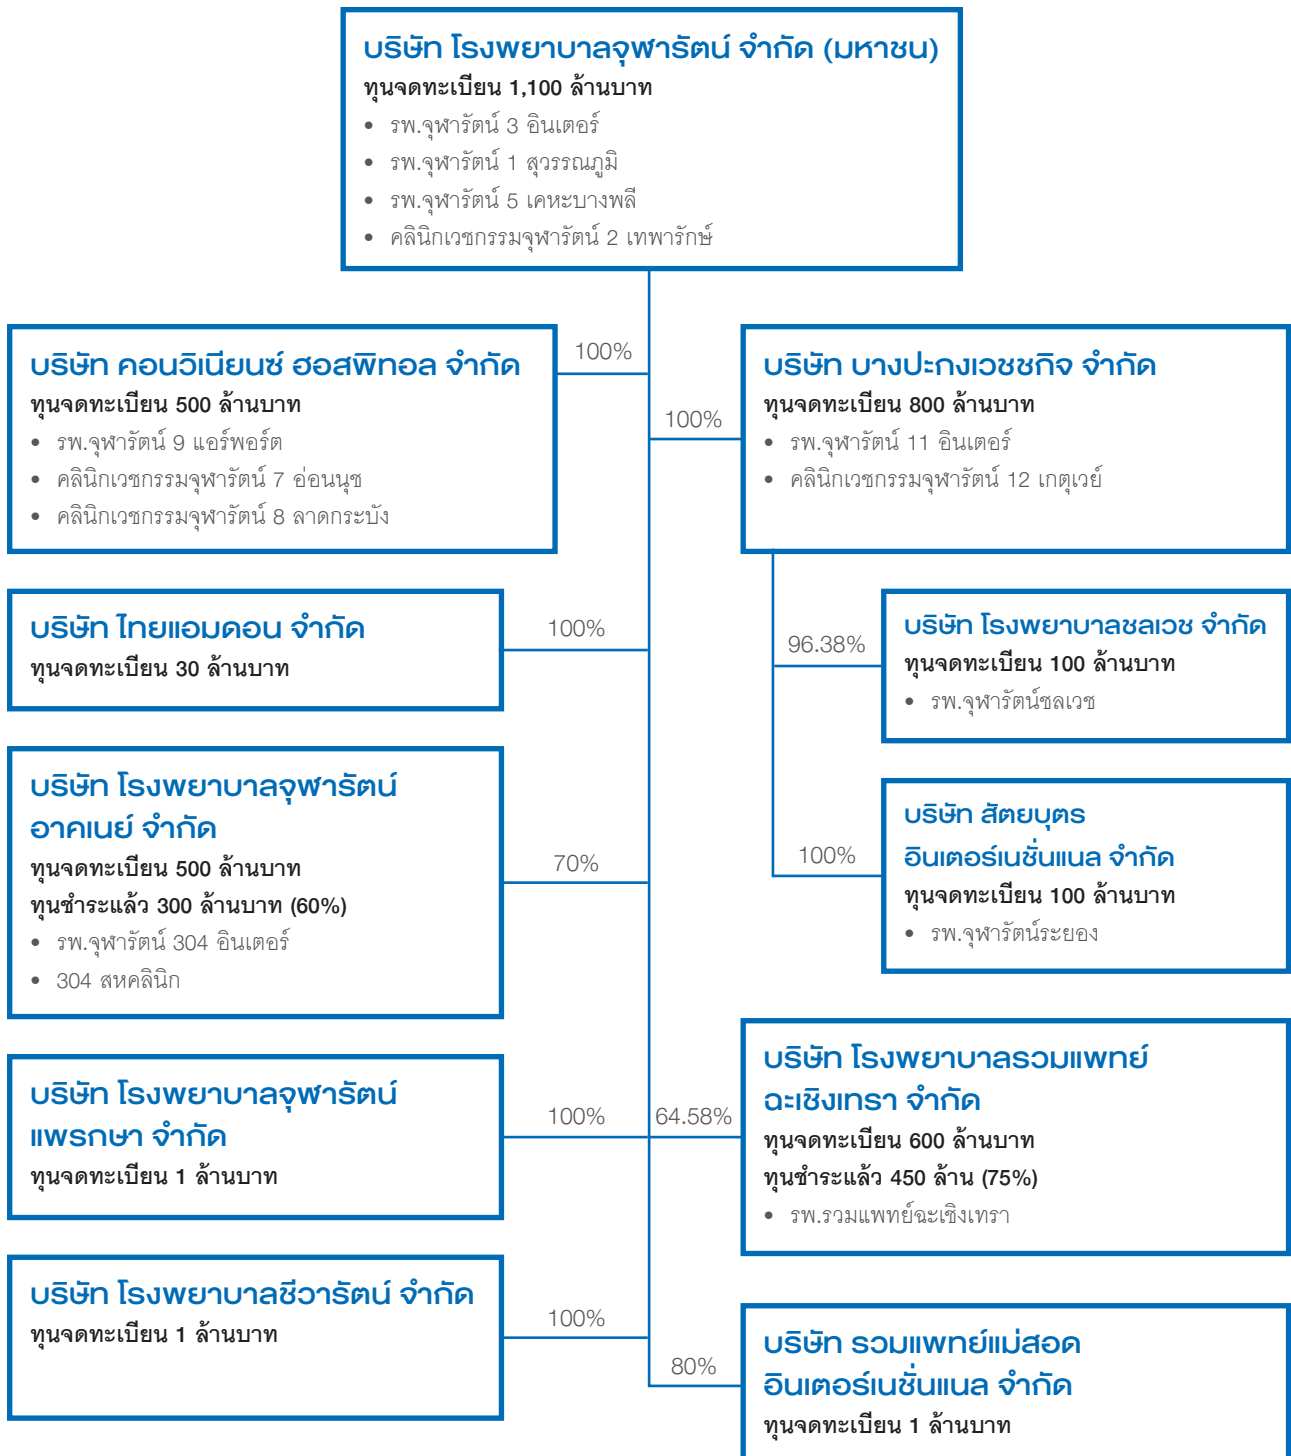 บริษัท โรงพยาบาลจุฬารัตน์ จำกัด (มหาชน)
ทุนจดทะเบียน 1,100 ล้านบาท
• รพ.จุฬารัตน์ 3 อินเตอร์
• รพ.จุฬารัตน์ 1 สุวรรณภูมิ
• รพ.จุฬารัตน์ 5 เคหะบางพลี
• คลินิกเวชกรรมจุฬารัตน์ 2 เทพารักษ์
100%
บริษัท คอนวิเนียนซ์ ฮอสพิทอล จำกัด
ทุนจดทะเบียน 500 ล้านบาท
• รพ.จุฬารัตน์ 9 แอร์พอร์ต
• คลินิกเวชกรรมจุฬารัตน์ 7 อ่อนนุช
• คลินิกเวชกรรมจุฬารัตน์ 8 ลาดกระบัง
100%
บริษัท บางปะกงเวชชกิจ จำกัด
ทุนจดทะเบียน 800 ล้านบาท
• รพ.จุฬารัตน์ 11 อินเตอร์
• คลินิกเวชกรรมจุฬารัตน์ 12 เกตุเวย์
บริษัท ไทยแอมดอน จำกัด
ทุนจดทะเบียน 30 ล้านบาท
100%
96.38%
บริษัท โรงพยาบาลชลเวช จำกัด
ทุนจดทะเบียน 100 ล้านบาท
• รพ.จุฬารัตน์ชลเวช
บริษัท โรงพยาบาลจุฬารัตน์
อาคเนย์ จำกัด
ทุนจดทะเบียน 500 ล้านบาท
ทุนชำระแล้ว 300 ล้านบาท (60%)
• รพ.จุฬารัตน์ 304 อินเตอร์
• 304 สหคลินิก
70%
100%
บริษัท สัตยบุตร
อินเตอร์เนชั่นแนล จำกัด
ทุนจดทะเบียน 100 ล้านบาท
• รพ.จุฬารัตน์ระยอง
บริษัท โรงพยาบาลจุฬารัตน์
แพรกษา จำกัด
ทุนจดทะเบียน 1 ล้านบาท
100%
64.58%
บริษัท โรงพยาบาลรวมแพทย์
ฉะเชิงเทรา จำกัด
ทุนจดทะเบียน 600 ล้านบาท
ทุนชำระแล้ว 450 ล้าน (75%)
• รพ.รวมแพทย์ฉะเชิงเทรา
บริษัท โรงพยาบาลชีวารัตน์ จำกัด
ทุนจดทะเบียน 1 ล้านบาท
100%
80%
บริษัท รวมแพทย์แม่สอด
อินเตอร์เนชั่นแนล จำกัด
ทุนจดทะเบียน 1 ล้านบาท